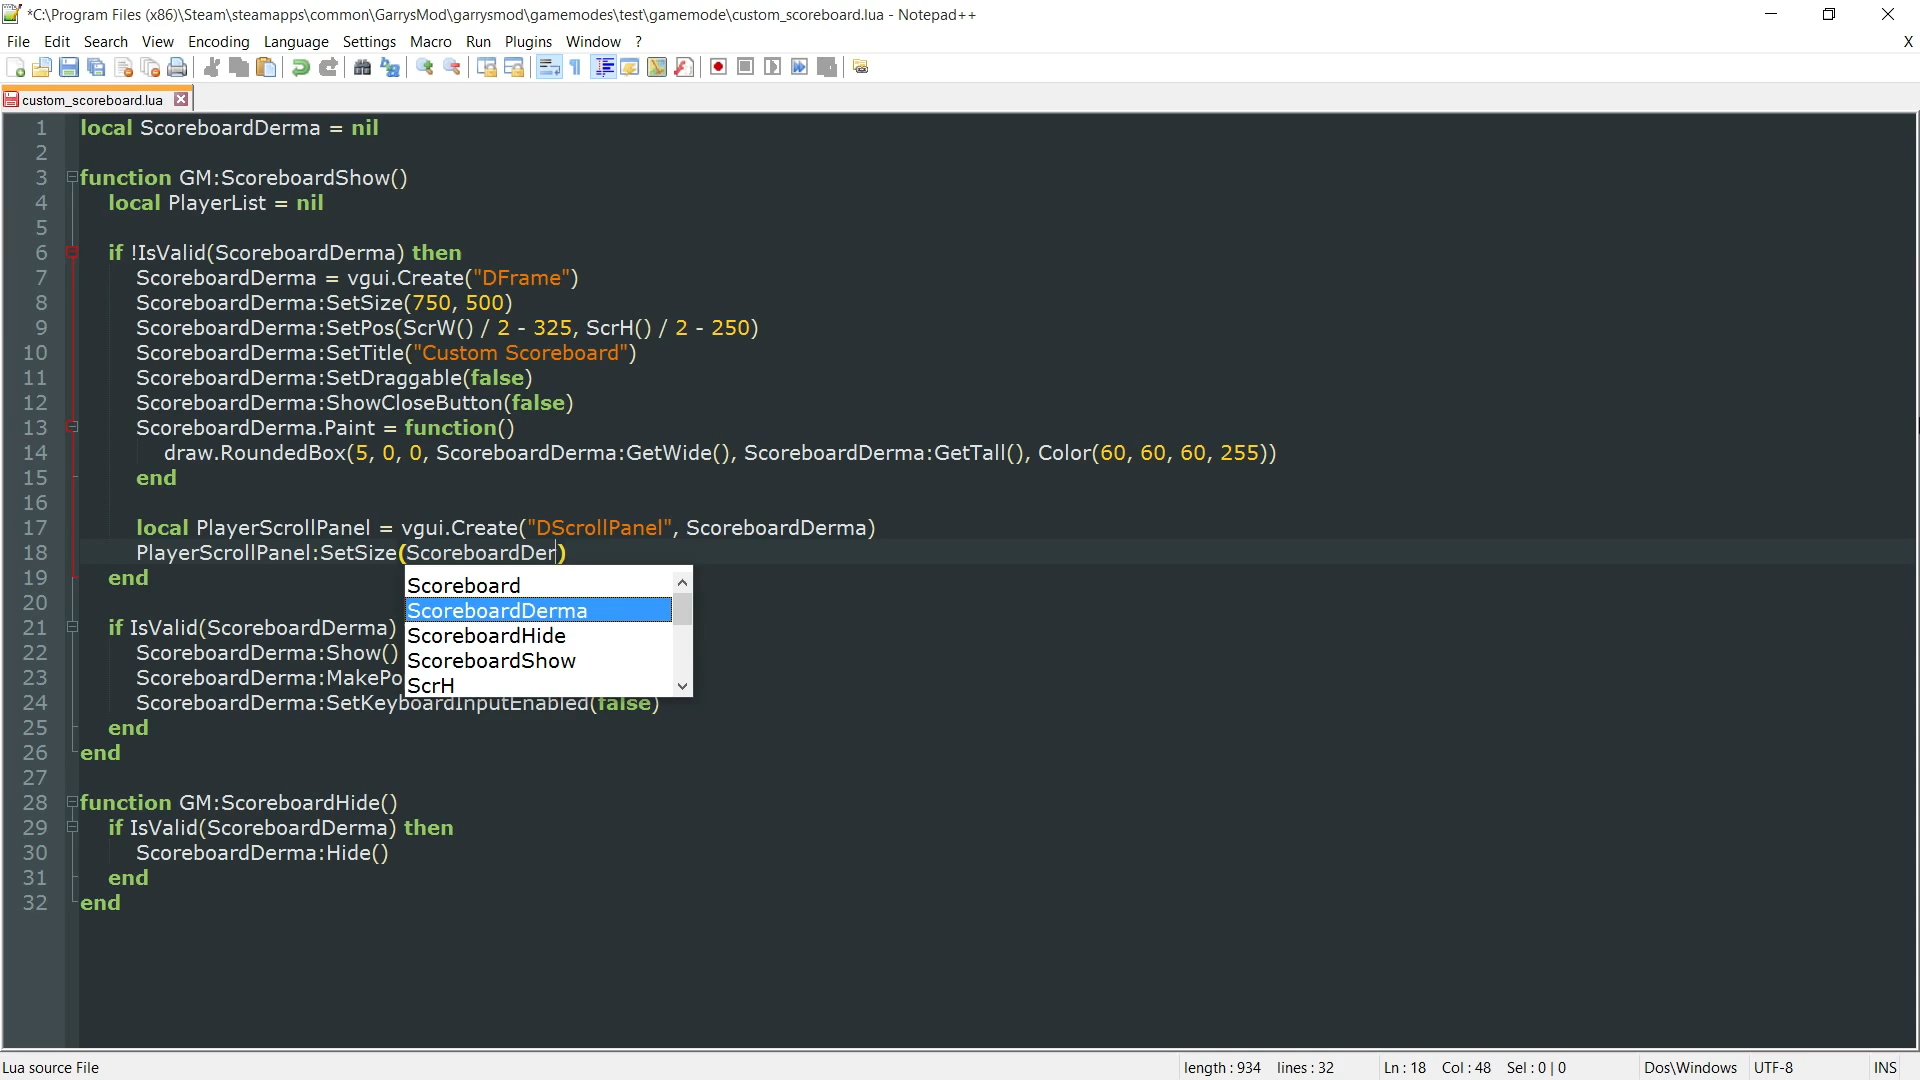 *C:\Program Files (x86)\Steam\steamapps\common\GarrysMod\garrysmod\gamemodes\test\gamemode\custom_scoreboard.lua - Notepad++
File Edit Search View Encoding Language Settings Macro Run Plugins Window ? X
custom_scoreboard.lua
1 local ScoreboardDerma = nil
2
3 function GM:ScoreboardShow()
4 local PlayerList = nil
5
6 if !IsValid(ScoreboardDerma) then
7 ScoreboardDerma = vgui.Create("DFrame")
8 ScoreboardDerma:SetSize(750, 500)
9 ScoreboardDerma:SetPos(ScrW() / 2 - 325, ScrH() / 2 - 250)
10 ScoreboardDerma:SetTitle("Custom Scoreboard")
11 ScoreboardDerma:SetDraggable(false)
12 ScoreboardDerma:ShowCloseButton(false)
13 ScoreboardDerma.Paint = function()
14 draw.RoundedBox(5, 0, 0, ScoreboardDerma:GetWide(), ScoreboardDerma:GetTall(), Color(60, 60, 60, 255))
15 end
16
17 local PlayerScrollPanel = vgui.Create("DScrollPanel", ScoreboardDerma)
18 PlayerScrollPanel:SetSize(ScoreboardDer)
19 end
Scoreboard
ScoreboardDerma
ScoreboardHide
ScoreboardShow
ScrH
20
21 if IsValid(ScoreboardDerma)
22 ScoreboardDerma:Show()
23 ScoreboardDerma:MakePo
24 ScoreboardDerma:SetKeyboardInputEnabled(false)
25 end
26 end
27
28 function GM:ScoreboardHide()
29 if IsValid(ScoreboardDerma) then
30 ScoreboardDerma:Hide()
31 end
32 end
Lua source File length : 934 lines : 32 Ln : 18 Col : 48 Sel : 0 | 0 Dos\Windows UTF-8 INS